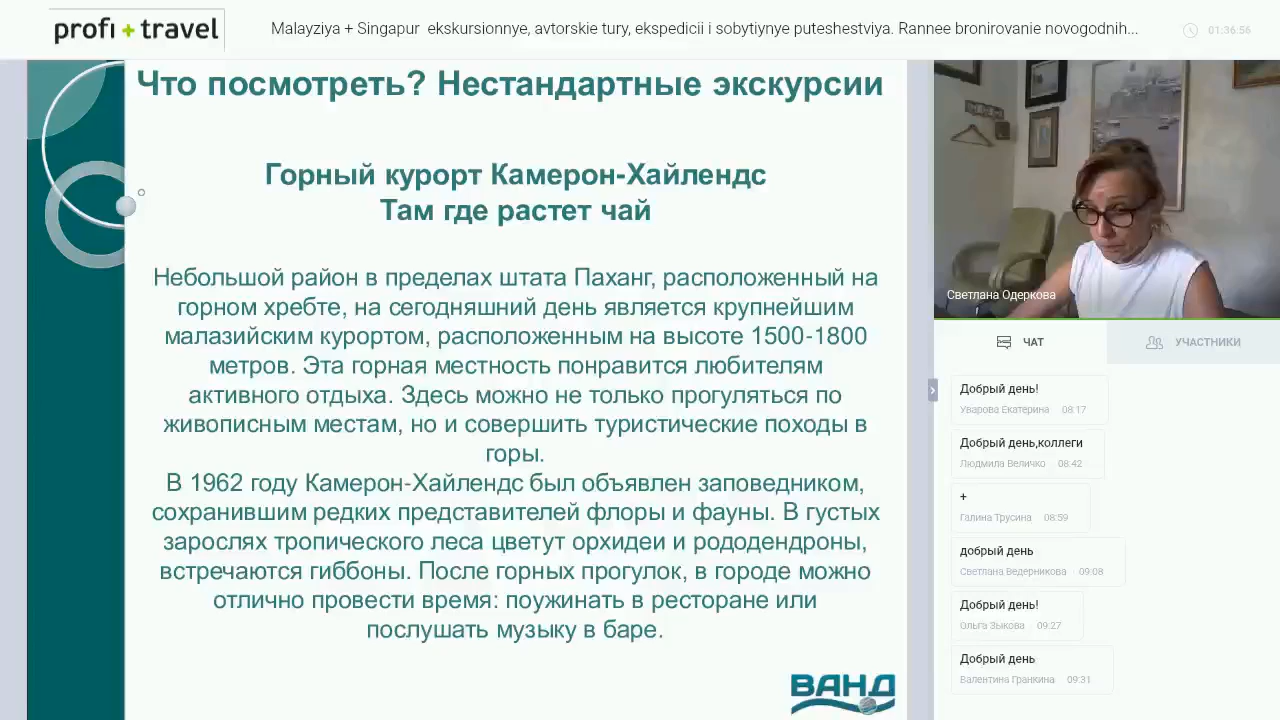 profi + travel
Malayziya + Singapur ekskursionnye, avtorskie tury, ekspedicii i sobytiynye puteshestviya. Rannee bronirovanie novogodnih...
01:36:56
Что посмотреть? Нестандартные экскурсии
Горный курорт Камерон-Хайлендс
Там где растет чай
Небольшой район в пределах штата Паханг, расположенный на
горном хребте, на сегодняшний день является крупнейшим
малазийским курортом, расположенным на высоте 1500-1800
метров. Эта горная местность понравится любителям
активного отдыха. Здесь можно не только прогуляться по
живописным местам, но и совершить туристические походы в
горы.
В 1962 году Камерон-Хайлендс был объявлен заповедником,
сохранившим редких представителей флоры и фауны. В густых
зарослях тропического леса цветут орхидеи и рододендроны,
встречаются гиббоны. После горных прогулок, в городе можно
отлично провести время: поужинать в ресторане или
послушать музыку в баре.
ВАНД
Светлана Одеркова
ЧАТ
УЧАСТНИКИ
Добрый день!
Уварова Екатерина 08:17
Добрый день,коллеги
Людмила Величко 08:42
+
Галина Трусина 08:59
добрый день
Светлана Ведерникова 09:08
Добрый день!
Ольга Зыкова 09:27
Добрый день
Валентина Гранкина 09:31